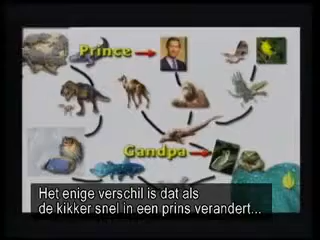 Prince
Gandpa
Het enige verschil is dat als
de kikker snel in een prins verandert...